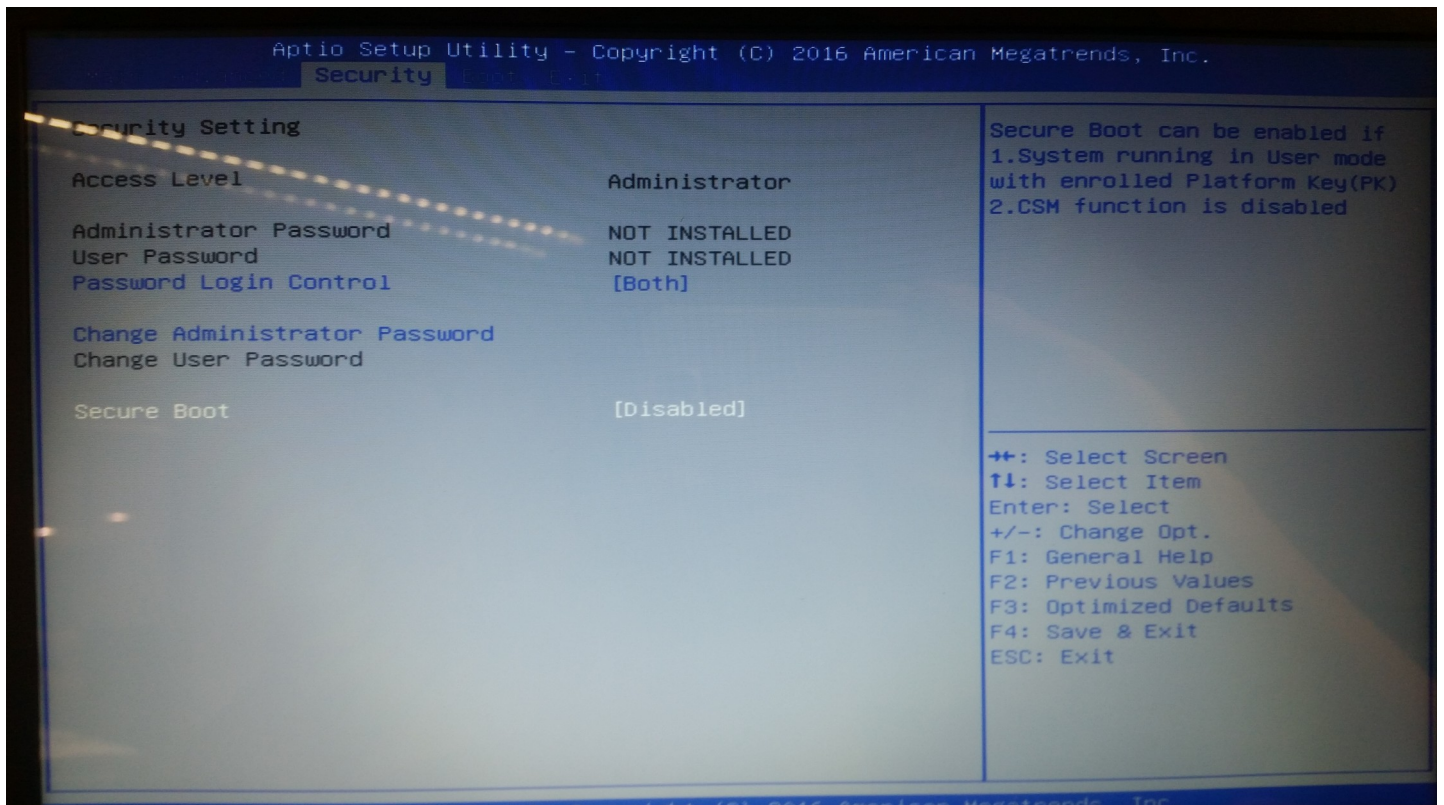 Aptio Setup Utility - Copyright (C) 2016 American Megatrends, Inc.
Security Boot Exit
Security Setting
Access Level Administrator
Administrator Password NOT INSTALLED
User Password NOT INSTALLED
Password Login Control [Both]
Change Administrator Password
Change User Password
Secure Boot [Disabled]
Secure Boot can be enabled if
1.System running in User mode
with enrolled Platform Key(PK)
2.CSM function is disabled
→←: Select Screen
↑↓: Select Item
Enter: Select
+/-: Change Opt.
F1: General Help
F2: Previous Values
F3: Optimized Defaults
F4: Save & Exit
ESC: Exit